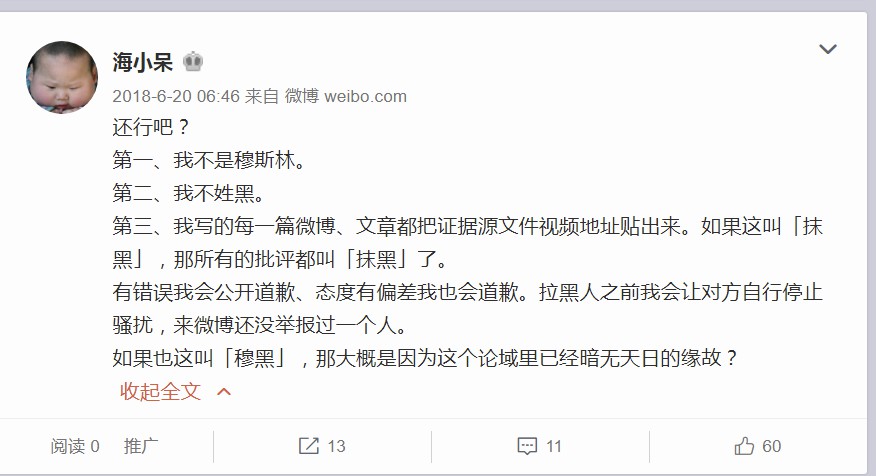 海小呆
2018-6-20 06:46 来自 微博 weibo.com
还行吧？
第一、我不是穆斯林。
第二、我不姓黑。
第三、我写的每一篇微博、文章都把证据源文件视频地址贴出来。如果这叫「抹
黑」，那所有的批评都叫「抹黑」了。
有错误我会公开道歉、态度有偏差我也会道歉。拉黑人之前我会让对方自行停止
骚扰，来微博还没举报过一个人。
如果也这叫「穆黑」，那大概是因为这个论域里已经暗无天日的缘故？
收起全文
阅读 0 推广 13 11 60